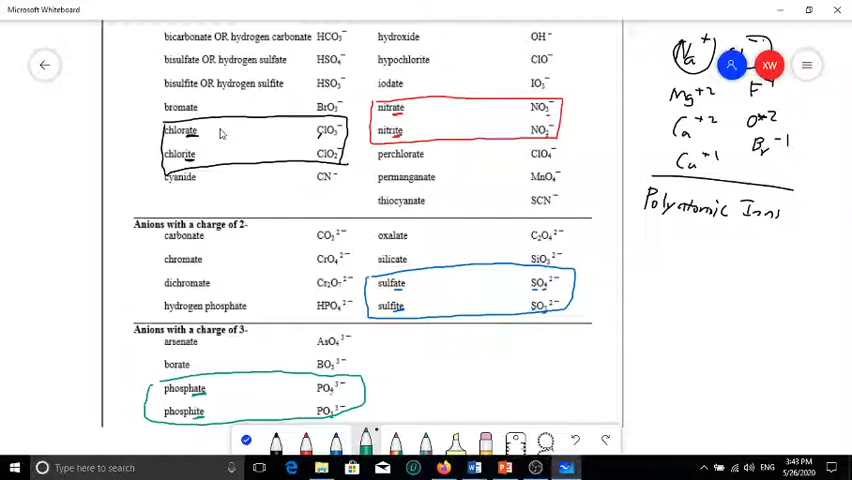 Microsoft Whiteboard
bicarbonate OR hydrogen carbonate HCO₃⁻ hydroxide OH⁻
bisulfate OR hydrogen sulfate HSO₄⁻ hypochlorite ClO⁻
bisulfite OR hydrogen sulfite HSO₃⁻ iodate IO₃⁻
bromate BrO₃⁻ nitrate NO₃⁻
chlorate ClO₃⁻ nitrite NO₂⁻
chlorite ClO₂⁻ perchlorate ClO₄⁻
cyanide CN⁻ permanganate MnO₄⁻
thiocyanate SCN⁻
Anions with a charge of 2-
carbonate CO₃²⁻ oxalate C₂O₄²⁻
chromate CrO₄²⁻ silicate SiO₃²⁻
dichromate Cr₂O₇²⁻ sulfate SO₄²⁻
hydrogen phosphate HPO₄²⁻ sulfite SO₃²⁻
Anions with a charge of 3-
arsenate AsO₄³⁻
borate BO₃³⁻
phosphate PO₄³⁻
phosphite PO₃³⁻
Na⁺
XW
Mg⁺² F⁻¹
Ca⁺²
Br⁻¹
Cu⁺¹
Polyatomic Ions
Type here to search
ENG
3:43 PM
5/26/2020